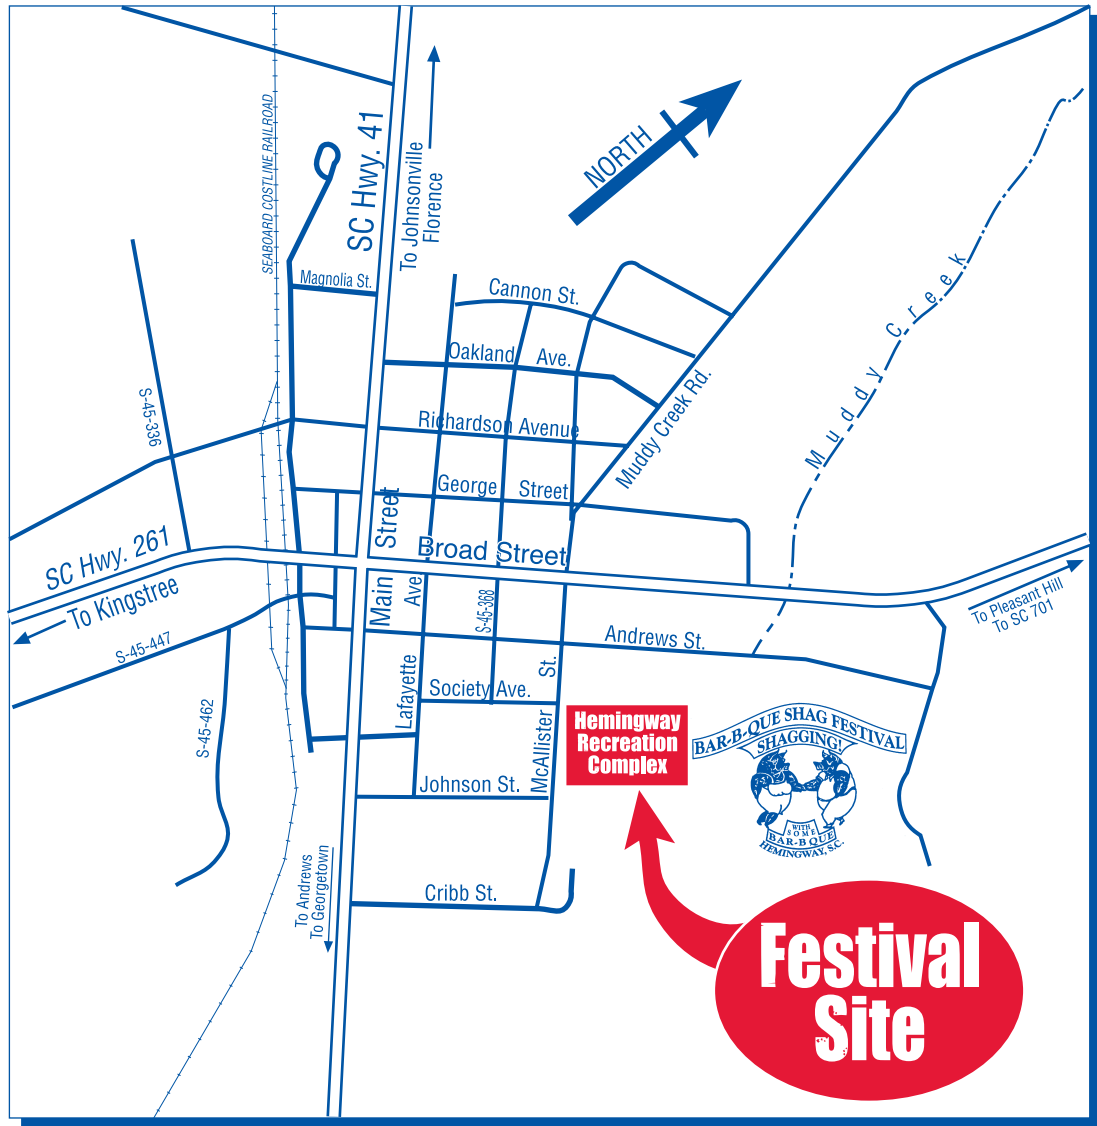 SEABOARD COSTLINE RAILROAD
SC Hwy. 41
To Johnsonville
Florence
NORTH
Magnolia St.
Cannon St.
Oakland Ave.
Richardson Avenue
George Street
Muddy Creek Rd.
Muddy Creek
S-45-336
SC Hwy. 261
To Kingstree
S-45-447
S-45-462
Main Street
Broad Street
Lafayette Ave
S-45-368
Andrews St.
To Pleasant Hill
To SC 701
Society Ave.
McAllister St.
Johnson St.
Cribb St.
To Andrews
To Georgetown
Hemingway
Recreation
Complex
BAR-B-QUE SHAG FESTIVAL
SHAGGING!
WITH
SOME
BAR-B QUE
HEMINGWAY, S.C.
Festival
Site